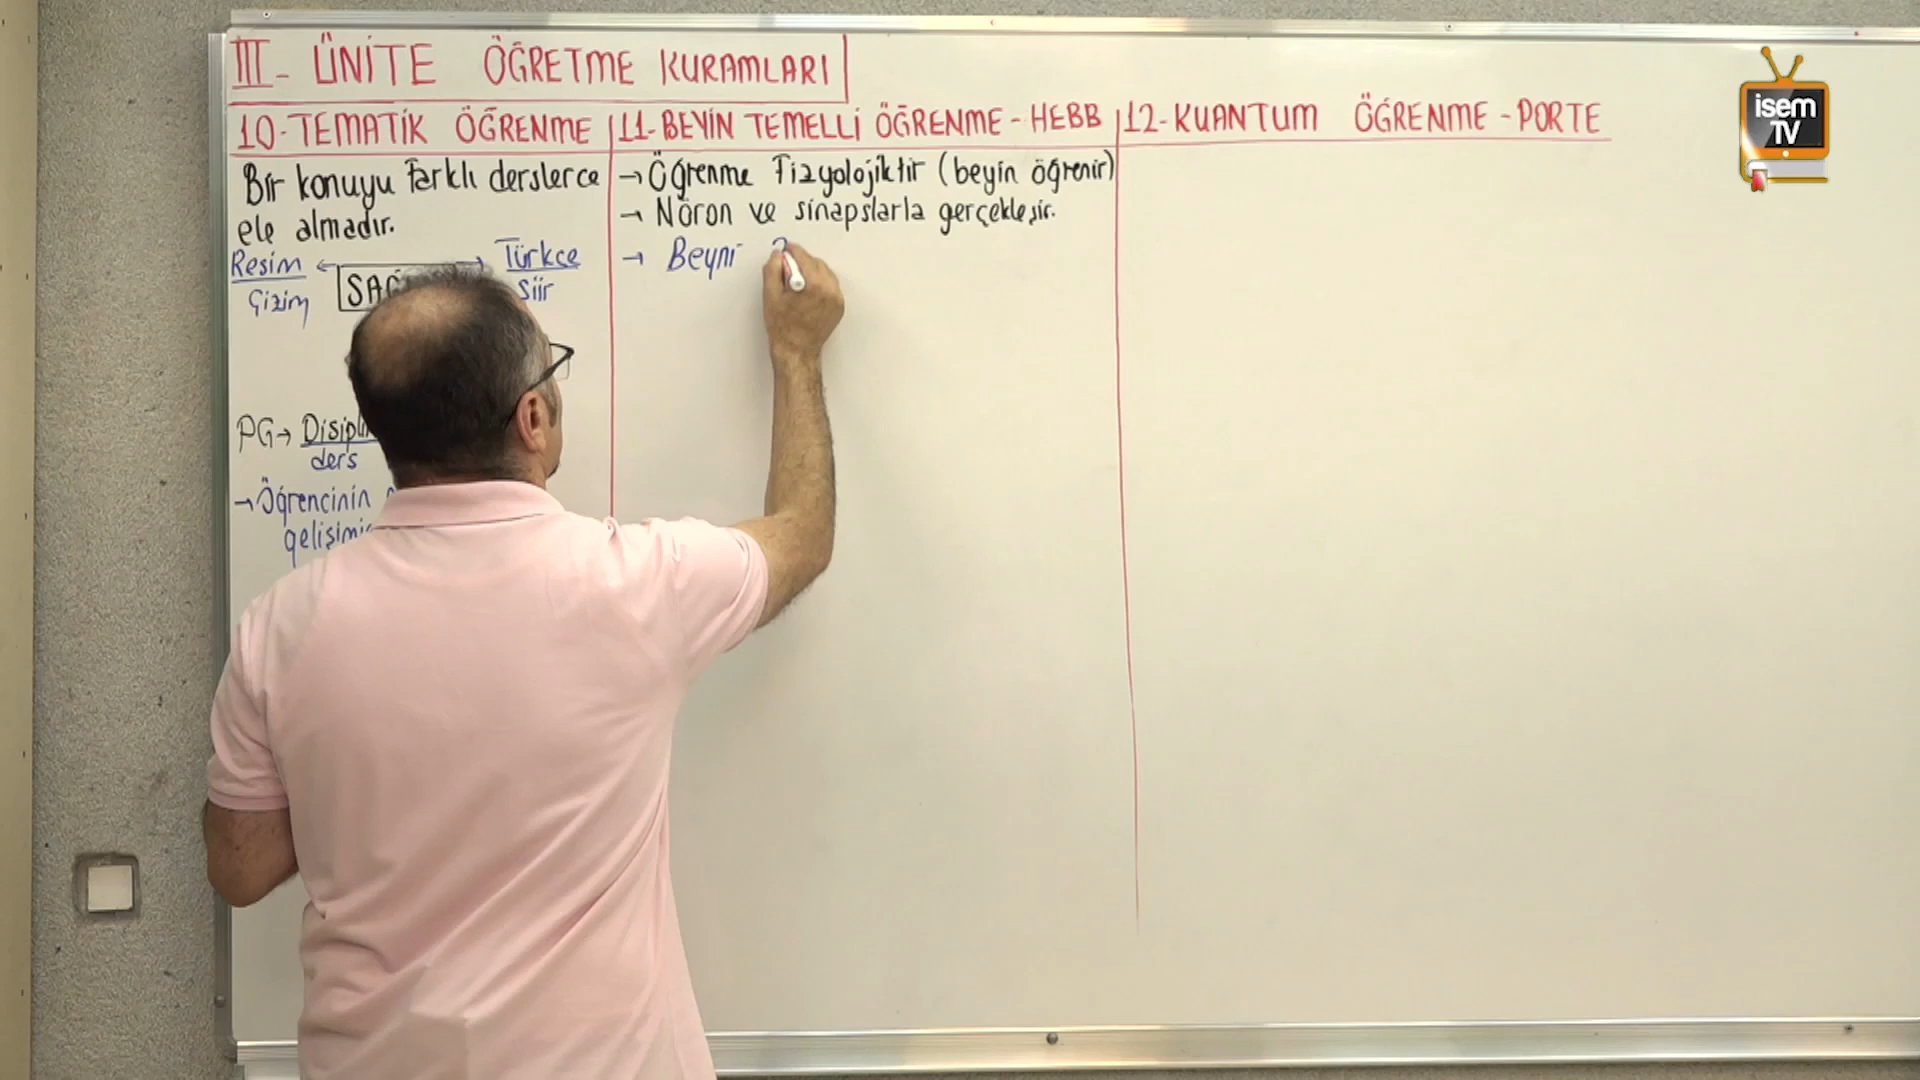 III- ÜNİTE ÖĞRETME KURAMLARI
10-TEMATİK ÖĞRENME
Bir konuyu farklı derslerce
ele almadır.
Resim
Çizim
Türkçe
Şiir
PG→
ders
→Öğrencinin
11-BEYİN TEMELLİ ÖĞRENME - HEBB
→Öğrenme Fizyolojiktir (beyin öğrenir)
→ Nöron ve sinapslarla gerçekleşir.
→ Beyni
12-KUANTUM ÖĞRENME - PORTE
isem
TV